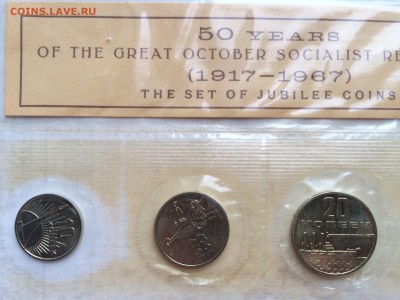 COINS.LAVE.RU
50 YEARS
OF THE GREAT OCTOBER SOCIALIST RE
(1917–1967)
THE SET OF JUBILEE COINS
20
КОПЕЕК